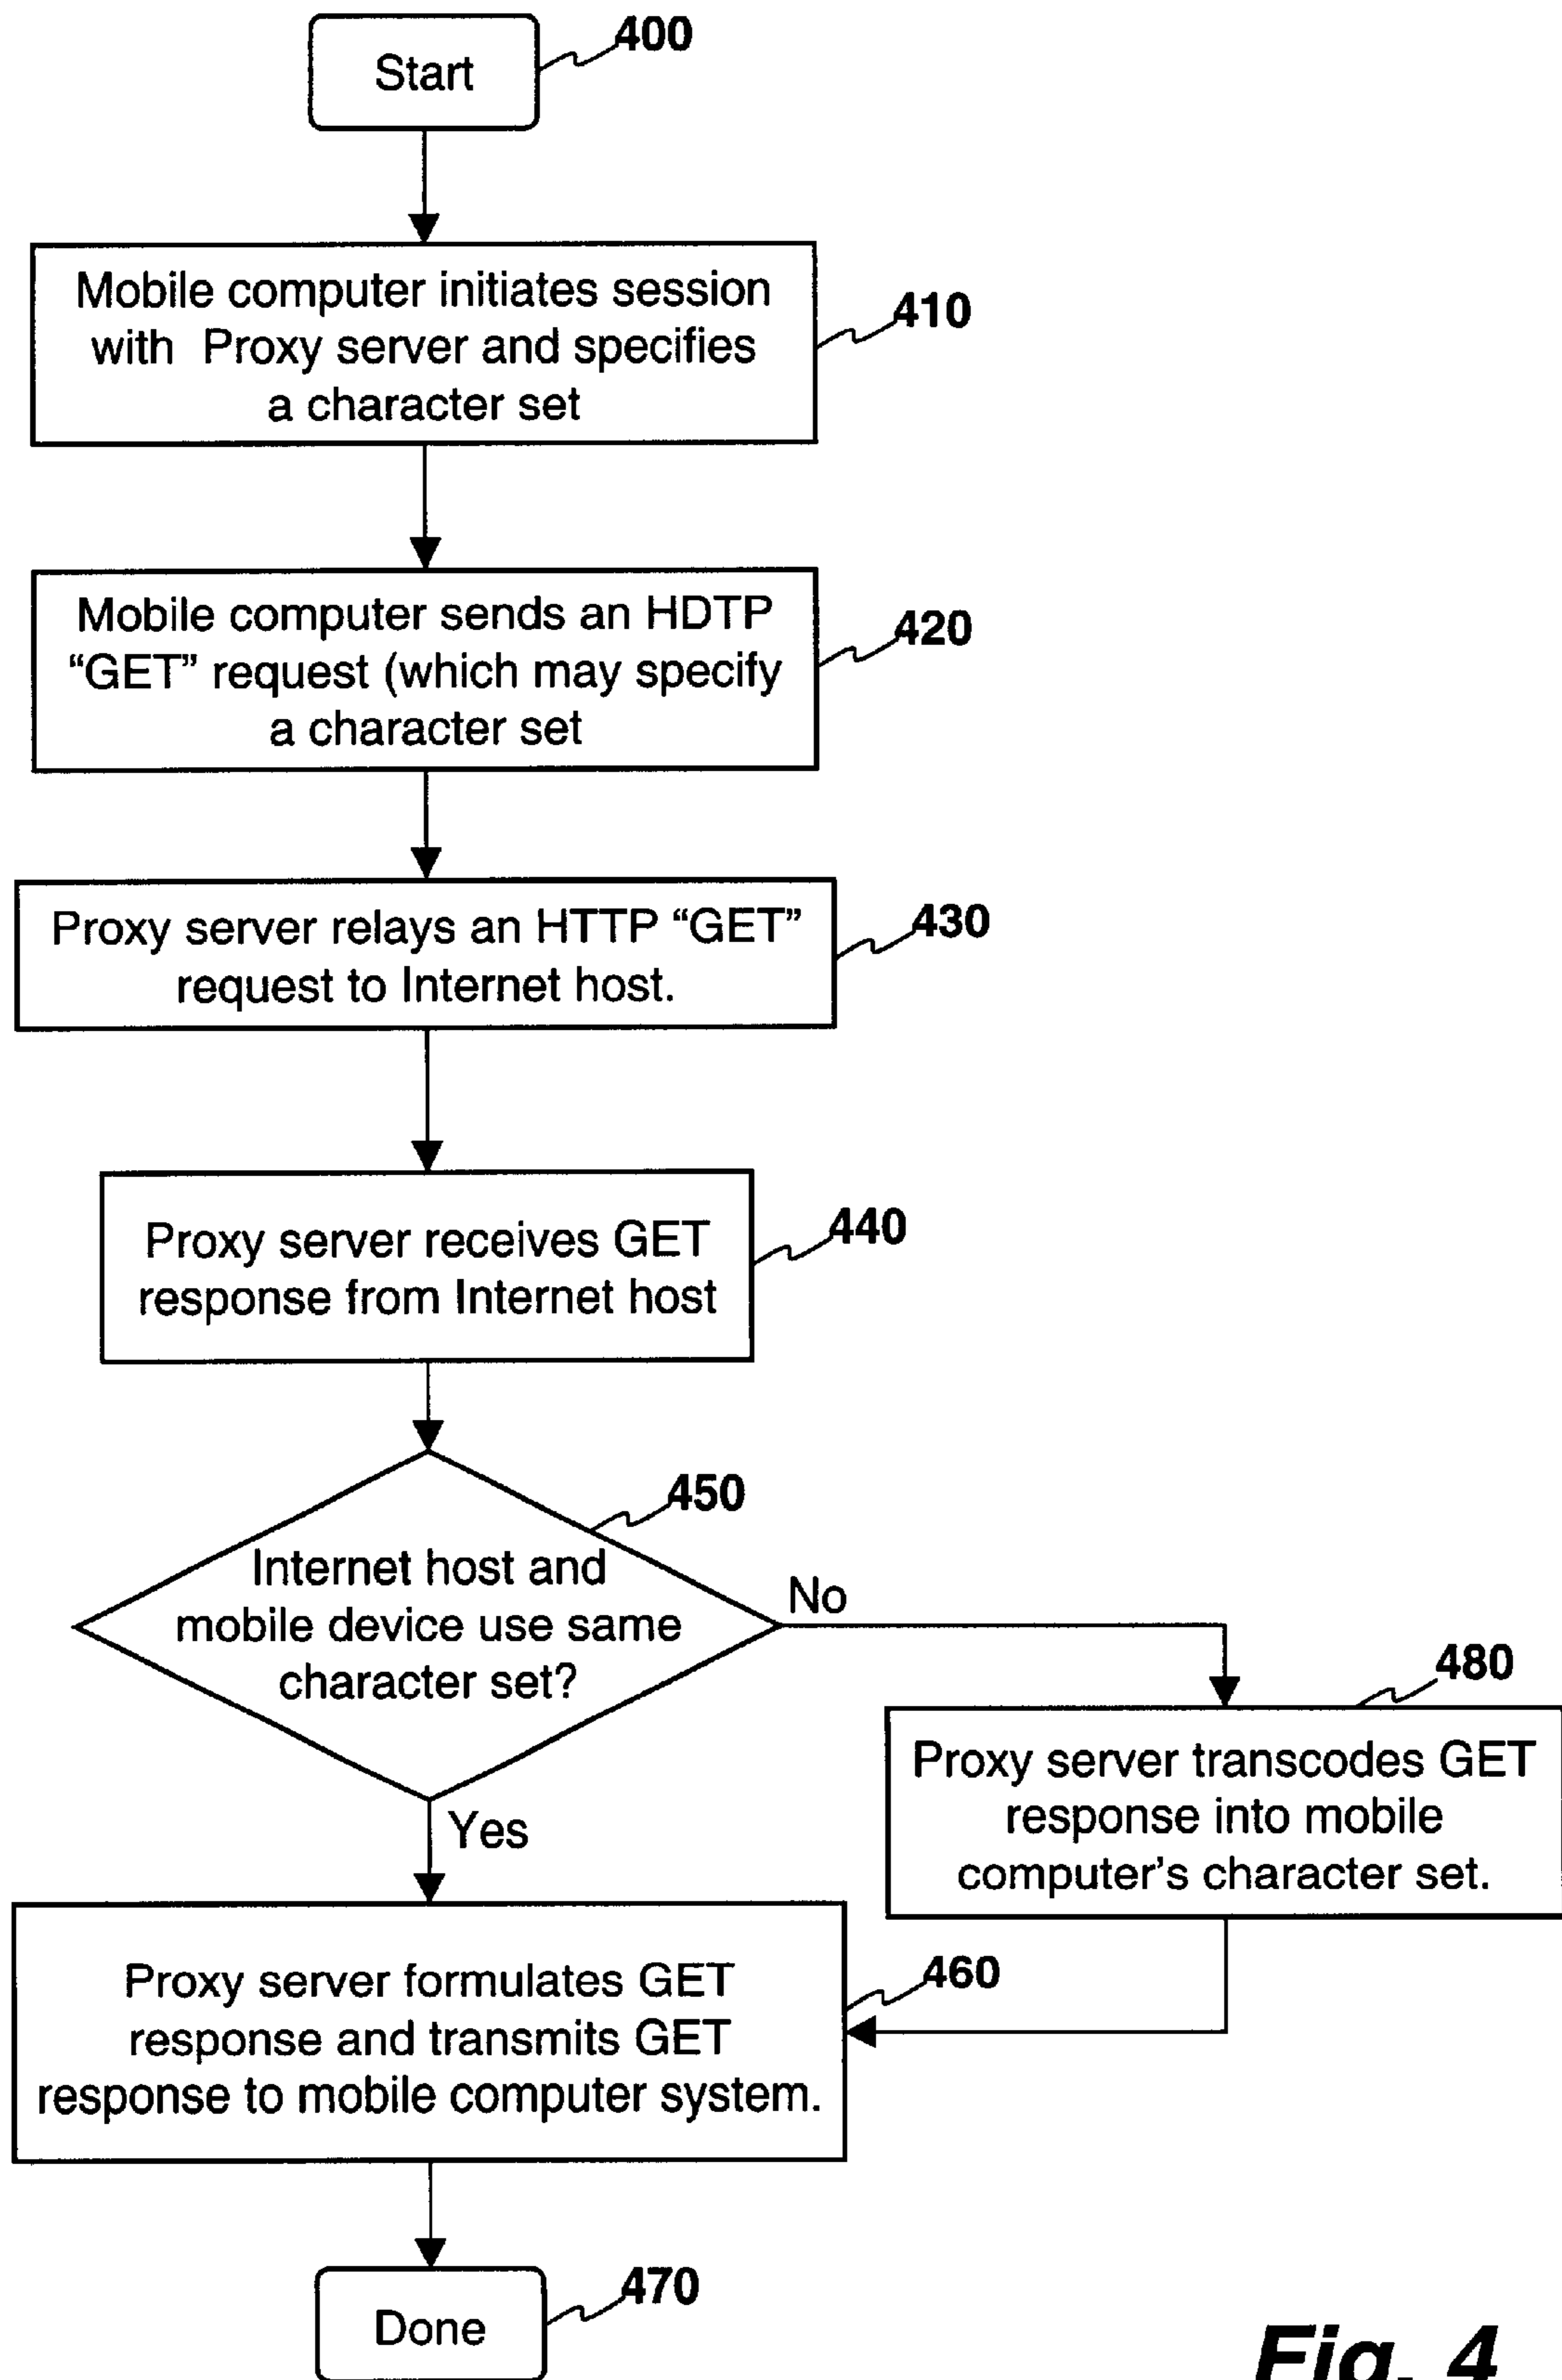 Start
400
Mobile computer initiates session
with Proxy server and specifies
a character set
410
Mobile computer sends an HDTP
“GET” request (which may specify
a character set
420
Proxy server relays an HTTP “GET”
request to Internet host.
430
Proxy server receives GET
response from Internet host
440
450
Internet host and
mobile device use same
character set?
No
Yes
480
Proxy server transcodes GET
response into mobile
computer’s character set.
Proxy server formulates GET
response and transmits GET
response to mobile computer system.
460
Done
470
Fig. 4